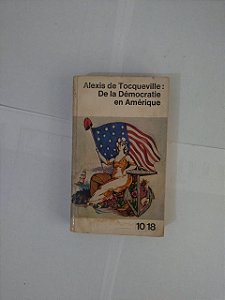 Alexis de Tocqueville:
De la Démocratie
en Amérique
10 18